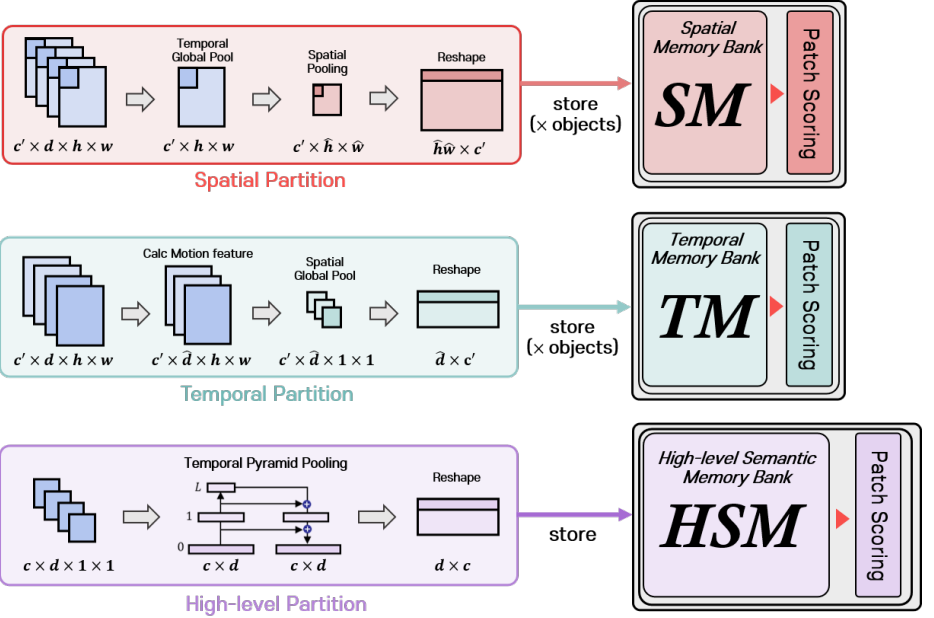 Temporal
Global Pool
Spatial
Pooling
Reshape
c′ × d × h × w
c′ × h × w
c′ × ĥ × ŵ
ĥŵ × c′
Spatial Partition
store
(× objects)
Spatial
Memory Bank
SM
Patch Scoring
Calc Motion feature
Spatial
Global Pool
Reshape
c′ × d × h × w
c′ × d̂ × h × w
c′ × d̂ × 1 × 1
d̂ × c′
Temporal Partition
store
(× objects)
Temporal
Memory Bank
TM
Patch Scoring
Temporal Pyramid Pooling
Reshape
L
1
0
c × d × 1 × 1
c × d
c × d
d × c
High-level Partition
store
High-level Semantic
Memory Bank
HSM
Patch Scoring